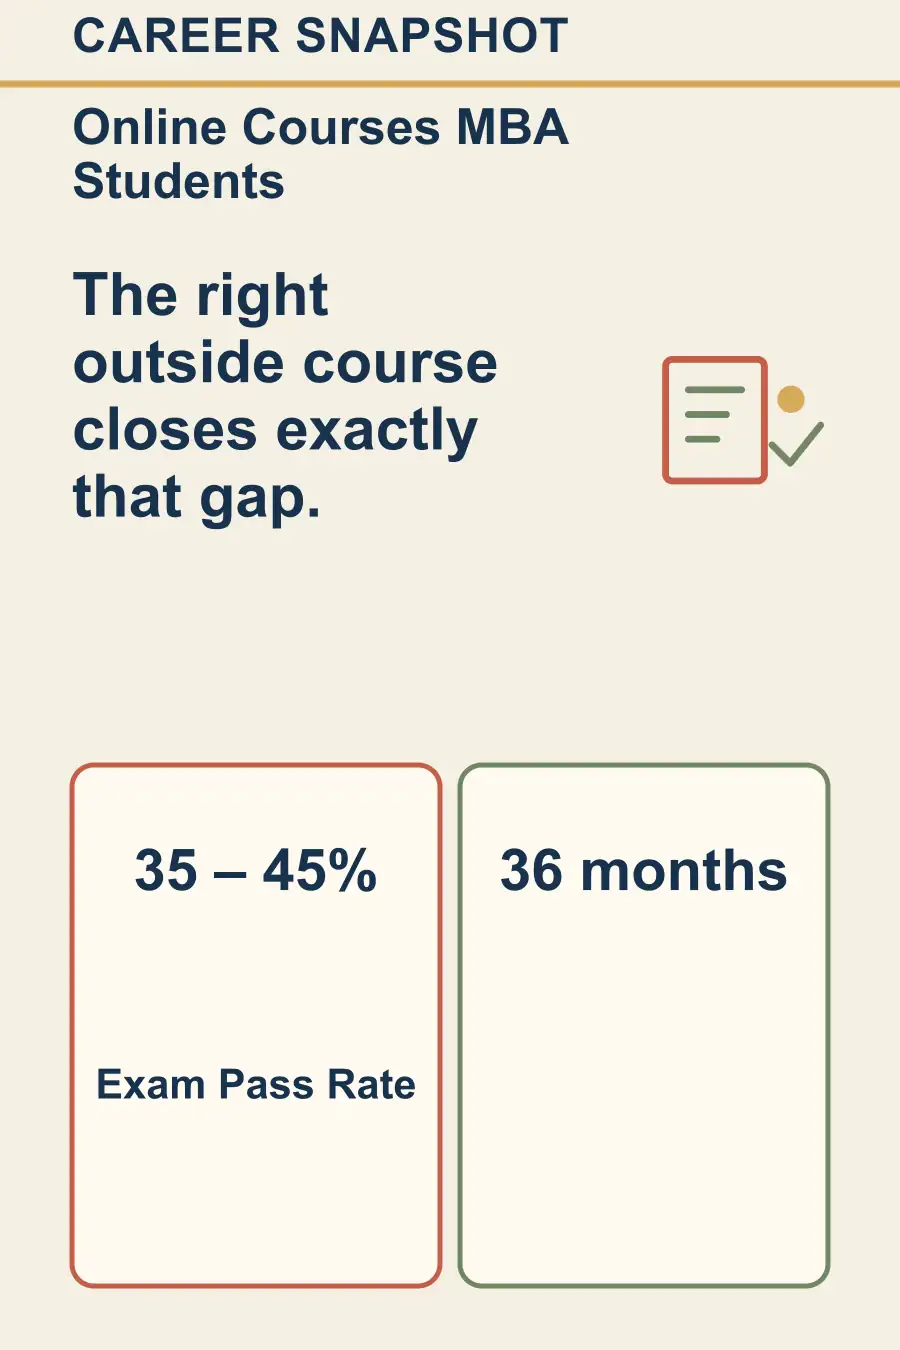 CAREER SNAPSHOT
Online Courses MBA
Students
The right
outside course
closes exactly
that gap.
35 – 45%
36 months
Exam Pass Rate